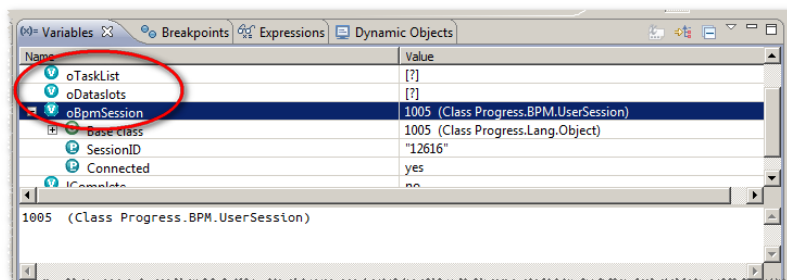 (x)= Variables Breakpoints Expressions Dynamic Objects
Name Value
oTaskList [?]
oDataslots [?]
oBpmSession 1005 (Class Progress.BPM.UserSession)
Base class 1005 (Class Progress.Lang.Object)
SessionID "12616"
Connected yes
lComplete no
1005 (Class Progress.BPM.UserSession)